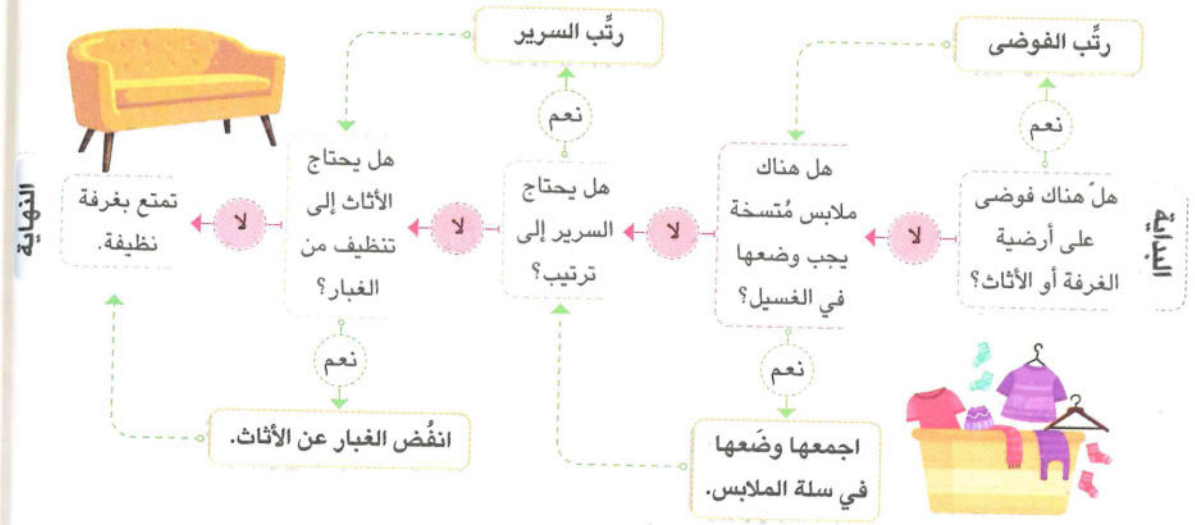 البداية
هل هناك فوضى
على أرضية
الغرفة أو الأثاث؟
نعم
رتِّب الفوضى
لا
هل هناك
ملابس مُتسخة
يجب وضعها
في الغسيل؟
نعم
اجمعها وضَعها
في سلة الملابس.
لا
هل يحتاج
السرير إلى
ترتيب؟
نعم
رتِّب السرير
لا
هل يحتاج
الأثاث إلى
تنظيف من
الغبار؟
نعم
انفُض الغبار عن الأثاث.
لا
تمتع بغرفة
نظيفة.
النهاية